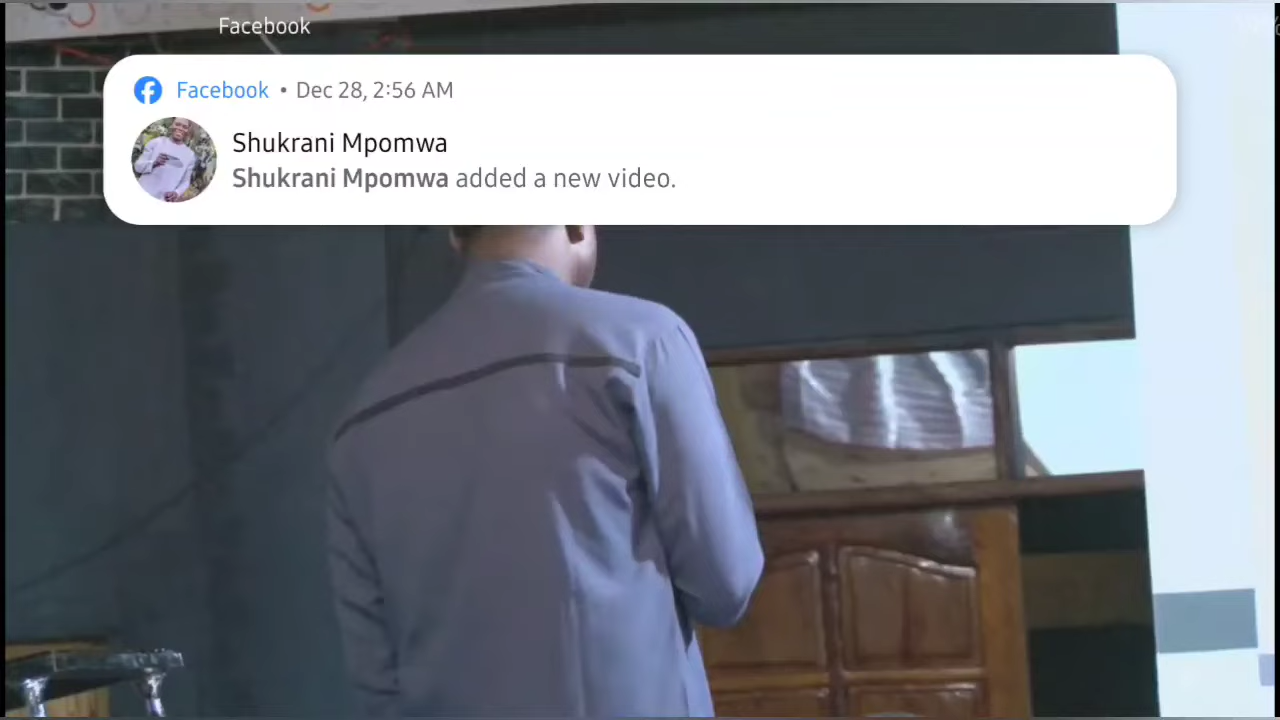 Facebook
Facebook • Dec 28, 2:56 AM
Shukrani Mpomwa
Shukrani Mpomwa added a new video.